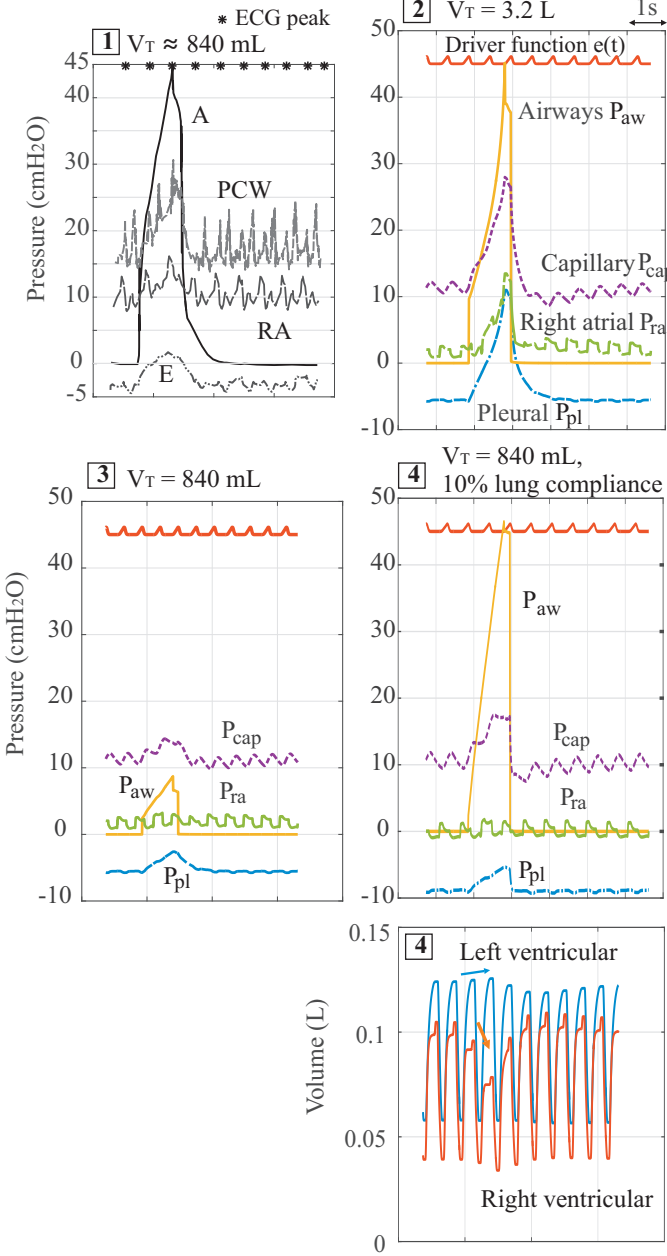 ✱ ECG peak
1 VT ≈ 840 mL
45
40
30
20
10
0
-5
Pressure (cmH2O)
A
PCW
RA
E
2 VT = 3.2 L
1s
50
40
30
20
10
0
-10
Driver function e(t)
Airways Paw
Capillary Pcap
Right atrial Pra
Pleural Ppl
3 VT = 840 mL
50
40
30
20
10
0
-10
Pressure (cmH2O)
Pcap
Paw
Pra
Ppl
4 VT = 840 mL,
10% lung compliance
50
40
30
20
10
0
-10
Paw
Pcap
Pra
Ppl
4
Left ventricular
0.15
0.1
0.05
0
Volume (L)
Right ventricular